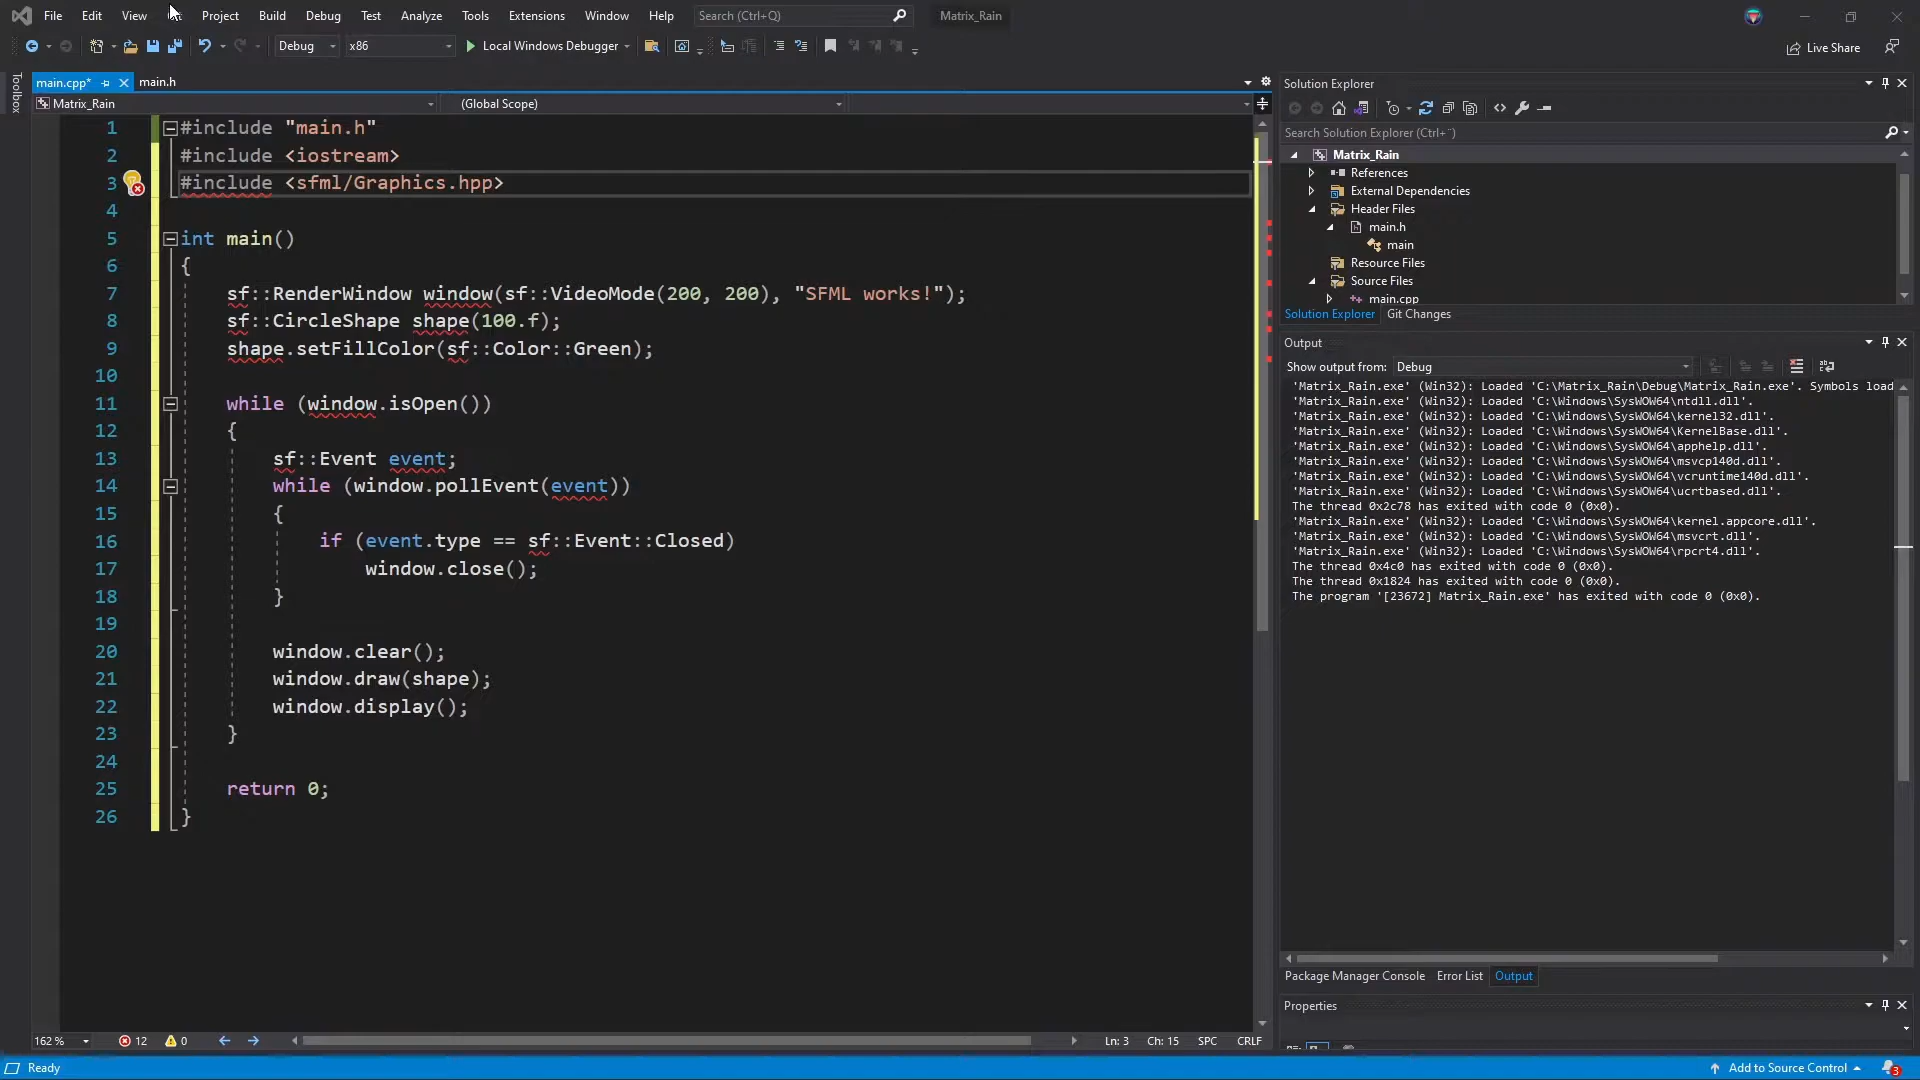 File Edit View Project Build Debug Test Analyze Tools Extensions Window Help Search (Ctrl+Q) Matrix_Rain
Debug x86 Local Windows Debugger Live Share
Toolbox
main.cpp* main.h
Matrix_Rain (Global Scope)
1 #include "main.h"
2 #include <iostream>
3 #include <sfml/Graphics.hpp>
4
5 int main()
6 {
7 sf::RenderWindow window(sf::VideoMode(200, 200), "SFML works!");
8 sf::CircleShape shape(100.f);
9 shape.setFillColor(sf::Color::Green);
10
11 while (window.isOpen())
12 {
13 sf::Event event;
14 while (window.pollEvent(event))
15 {
16 if (event.type == sf::Event::Closed)
17 window.close();
18 }
19
20 window.clear();
21 window.draw(shape);
22 window.display();
23 }
24
25 return 0;
26 }
162 % 12 0 Ln: 3 Ch: 15 SPC CRLF
Solution Explorer
Search Solution Explorer (Ctrl+¨)
Matrix_Rain
References
External Dependencies
Header Files
main.h
main
Resource Files
Source Files
main.cpp
Solution Explorer Git Changes
Output
Show output from: Debug
'Matrix_Rain.exe' (Win32): Loaded 'C:\Matrix_Rain\Debug\Matrix_Rain.exe'. Symbols load
'Matrix_Rain.exe' (Win32): Loaded 'C:\Windows\SysWOW64\ntdll.dll'.
'Matrix_Rain.exe' (Win32): Loaded 'C:\Windows\SysWOW64\kernel32.dll'.
'Matrix_Rain.exe' (Win32): Loaded 'C:\Windows\SysWOW64\KernelBase.dll'.
'Matrix_Rain.exe' (Win32): Loaded 'C:\Windows\SysWOW64\apphelp.dll'.
'Matrix_Rain.exe' (Win32): Loaded 'C:\Windows\SysWOW64\msvcp140d.dll'.
'Matrix_Rain.exe' (Win32): Loaded 'C:\Windows\SysWOW64\vcruntime140d.dll'.
'Matrix_Rain.exe' (Win32): Loaded 'C:\Windows\SysWOW64\ucrtbased.dll'.
The thread 0x2c78 has exited with code 0 (0x0).
'Matrix_Rain.exe' (Win32): Loaded 'C:\Windows\SysWOW64\kernel.appcore.dll'.
'Matrix_Rain.exe' (Win32): Loaded 'C:\Windows\SysWOW64\msvcrt.dll'.
'Matrix_Rain.exe' (Win32): Loaded 'C:\Windows\SysWOW64\rpcrt4.dll'.
The thread 0x4c0 has exited with code 0 (0x0).
The thread 0x1824 has exited with code 0 (0x0).
The program '[23672] Matrix_Rain.exe' has exited with code 0 (0x0).
Package Manager Console Error List Output
Properties
Ready Add to Source Control 3